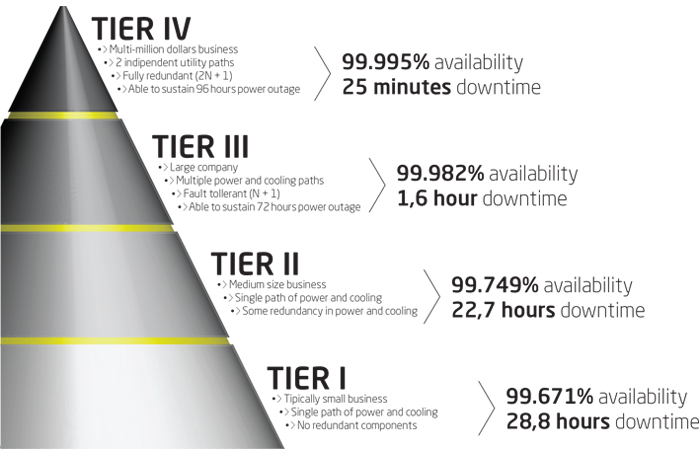 TIER IV
•> Multi-million dollars business
•> 2 indipendent utility paths
•> Fully redundant (2N + 1)
•> Able to sustain 96 hours power outage
99.995% availability
25 minutes downtime
TIER III
•> Large company
•> Multiple power and cooling paths
•> Fault tollerant (N + 1)
•> Able to sustain 72 hours power outage
99.982% availability
1,6 hour downtime
TIER II
•> Medium size business
•> Single path of power and cooling
•> Some redundancy in power and cooling
99.749% availability
22,7 hours downtime
TIER I
•> Tipically small business
•> Single path of power and cooling
•> No redundant components
99.671% availability
28,8 hours downtime